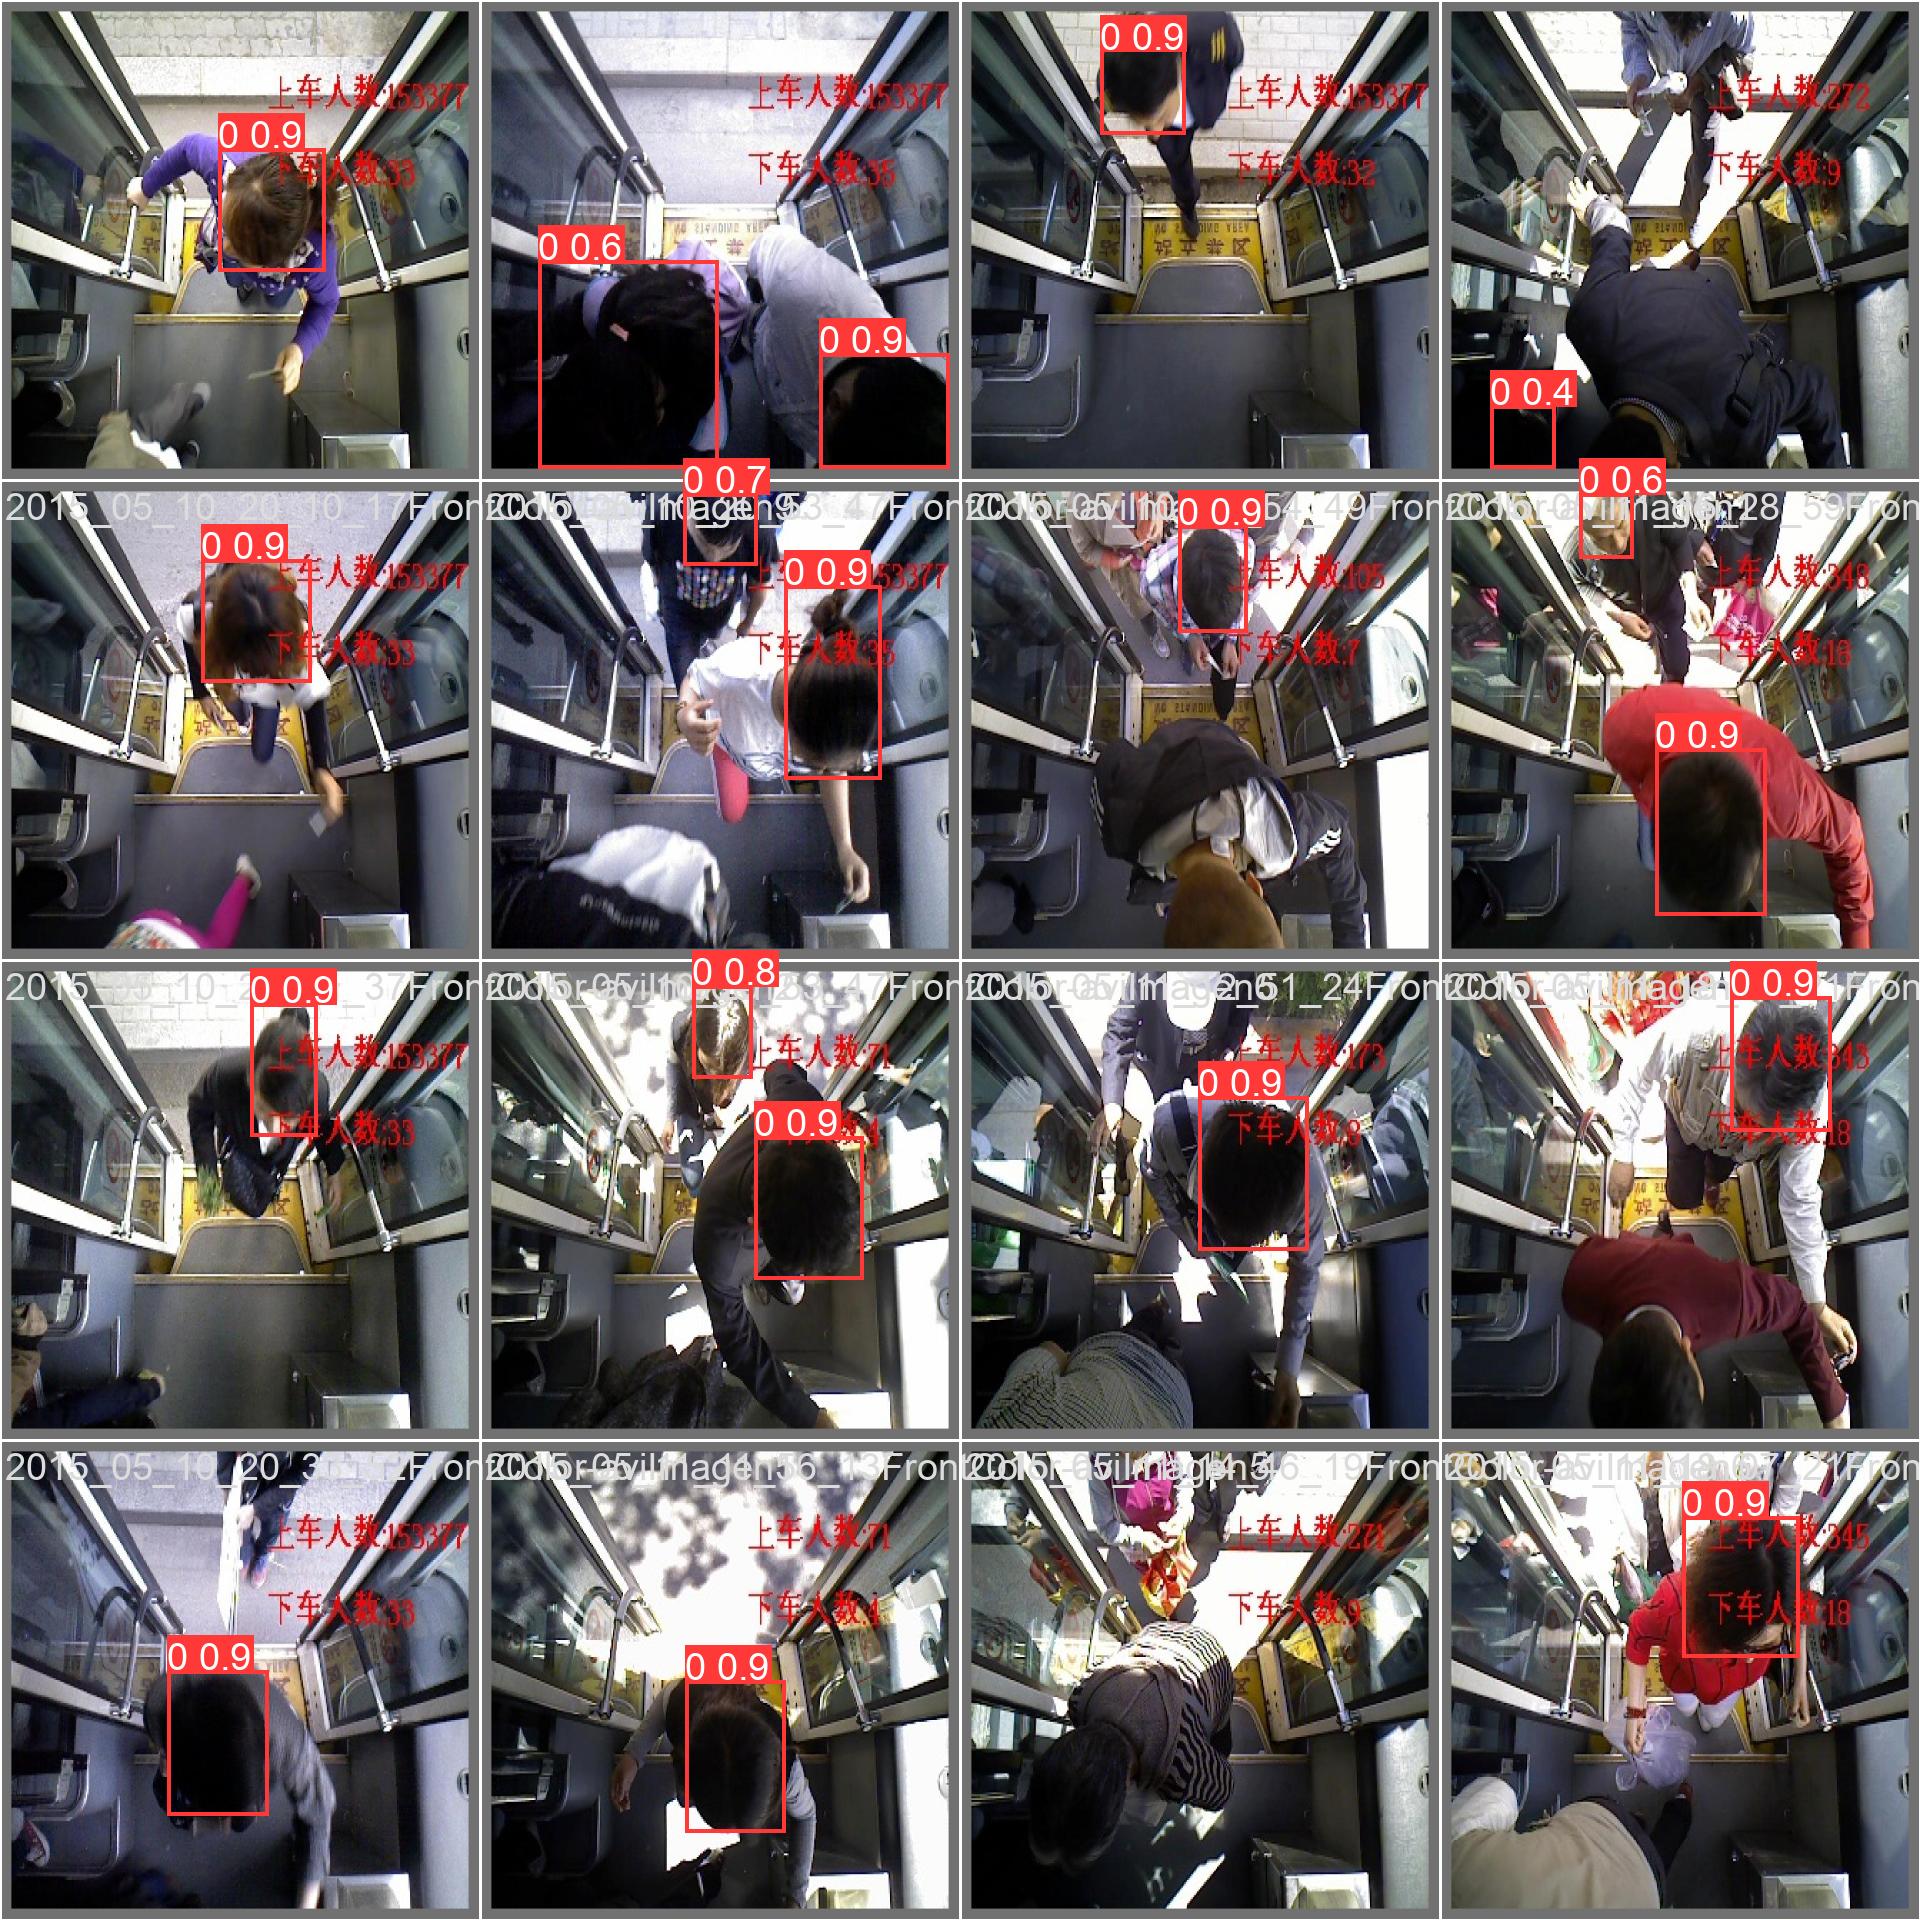 0 0.9
上车人数:153377
下车人数:33
上车人数:153377
下车人数:35
0 0.6
0 0.9
0 0.9
上车人数:153377
下车人数:32
上车人数:272
下车人数:9
0 0.4
2015_05_10_20_10_17Front
0 0.9
上车人数:153377
下车人数:33
0 0.7
0 0.9
53377
下车人数:35
0 0.9
上车人数:105
下车人数:7
0 0.6
上车人数:348
下车人数:18
0 0.9
0 0.9
上车人数:153377
下车人数:33
0 0.8
上车人数:71
0 0.9
上车人数:173
0 0.9
下车人数:8
0 0.9
上车人数:343
下车人数:18
上车人数:153377
下车人数:33
0 0.9
上车人数:71
下车人数:4
0 0.9
上车人数:271
下车人数:9
0 0.9
上车人数:345
下车人数:18